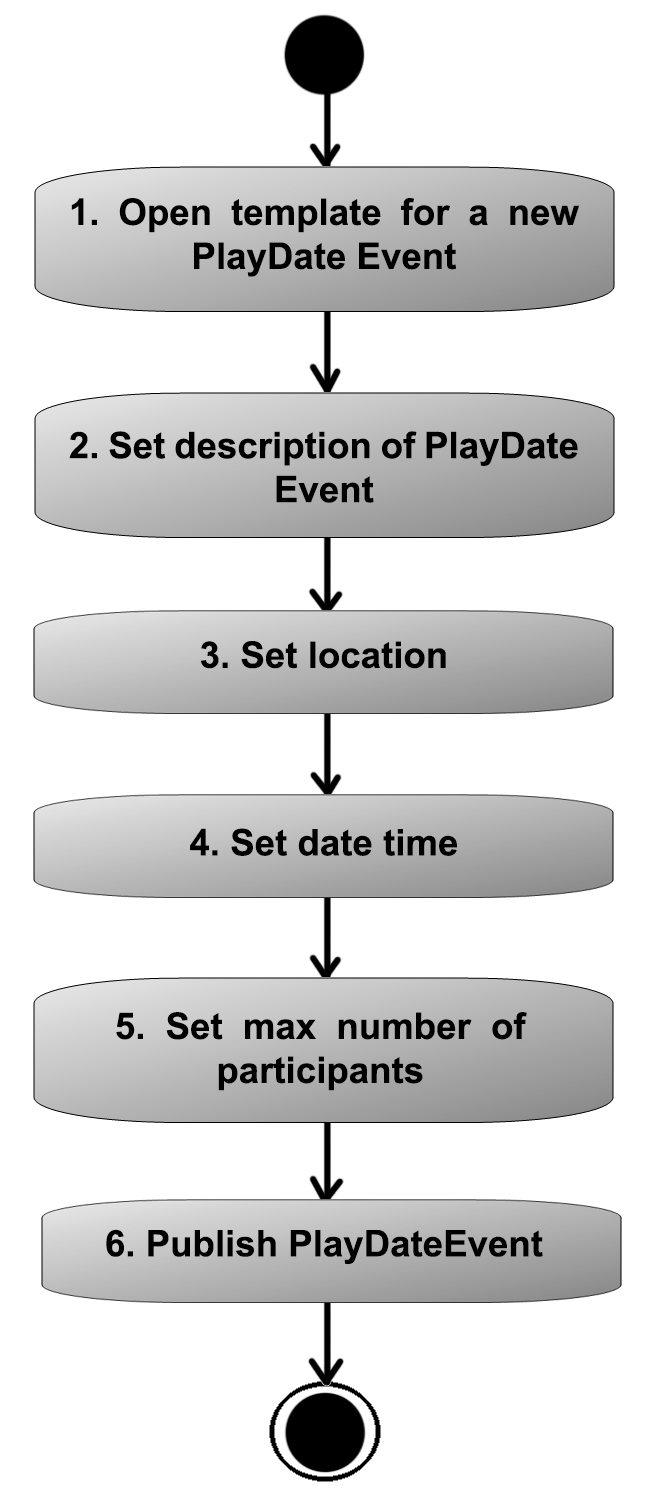 1. Open template for a new
PlayDate Event
2. Set description of PlayDate
Event
3. Set location
4. Set date time
5. Set max number of
participants
6. Publish PlayDateEvent